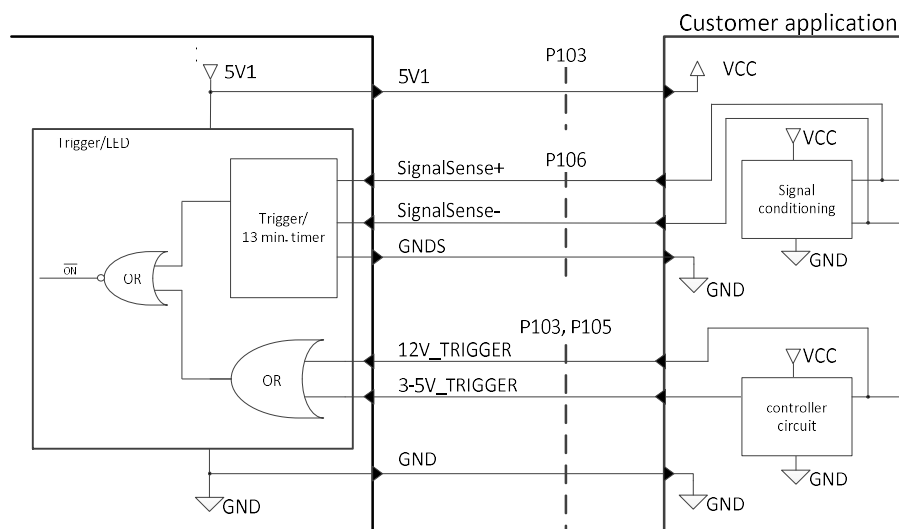 Customer application
P103
5V1
5V1
VCC
Trigger/LED
SignalSense+
P106
VCC
Trigger/
13 min. timer
Signal
conditioning
SignalSense-
GNDS
GND
ON
OR
GND
P103, P105
12V_TRIGGER
VCC
3-5V_TRIGGER
OR
controller
circuit
GND
GND
GND
GND